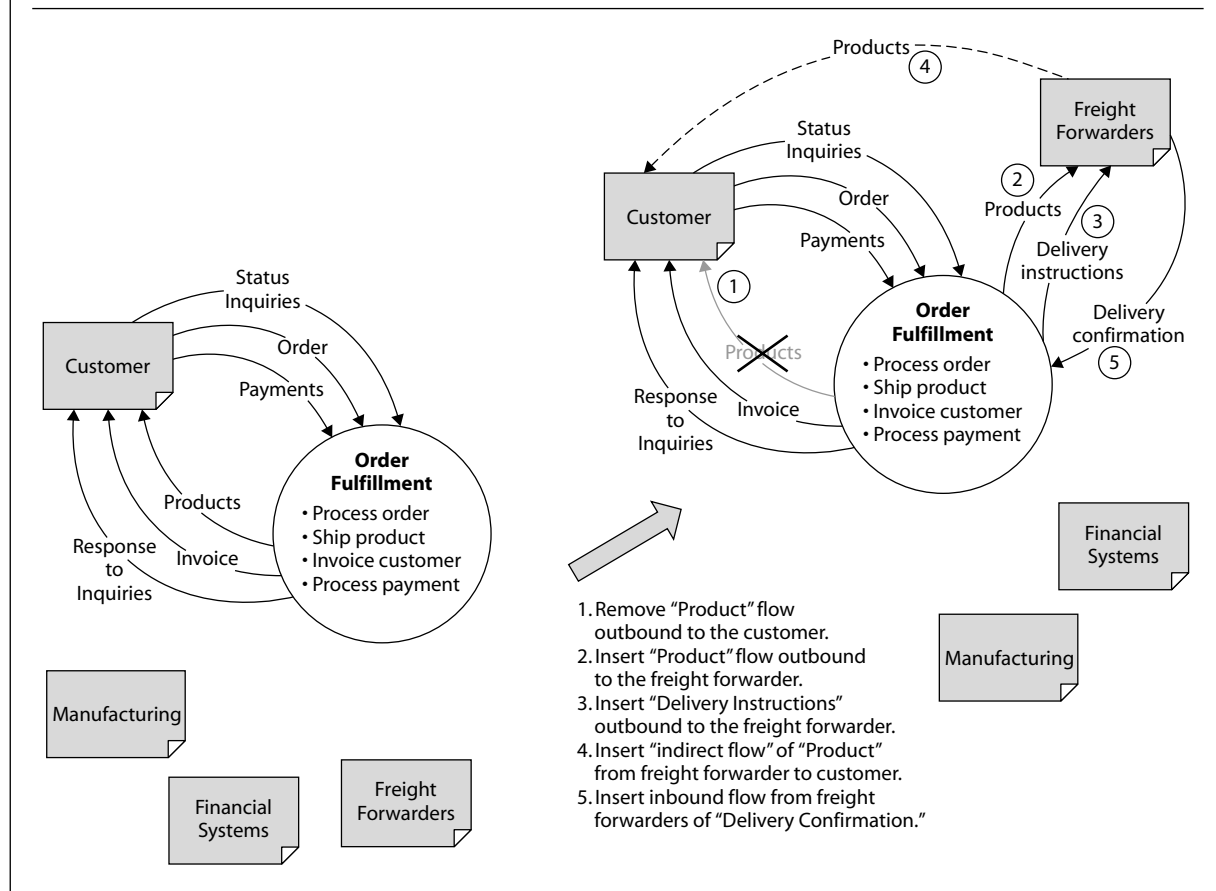 Status
Inquiries
Customer
Order
Payments
Order
Fulfillment
• Process order
• Ship product
• Invoice customer
• Process payment
Products
Invoice
Response
to
Inquiries
Manufacturing
Financial
Systems
Freight
Forwarders
Products
4
Freight
Forwarders
Status
Inquiries
2
Customer
Order
Products
3
Payments
Delivery
instructions
1
Order
Fulfillment
• Process order
• Ship product
• Invoice customer
• Process payment
Delivery
confirmation
5
Products
Response
to
Inquiries
Invoice
Financial
Systems
Manufacturing
1. Remove “Product” flow
outbound to the customer.
2. Insert “Product” flow outbound
to the freight forwarder.
3. Insert “Delivery Instructions”
outbound to the freight forwarder.
4. Insert “indirect flow” of “Product”
from freight forwarder to customer.
5. Insert inbound flow from freight
forwarders of “Delivery Confirmation.”